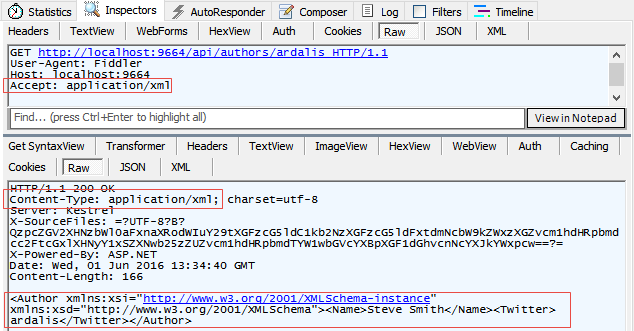 Statistics Inspectors AutoResponder Composer Log Filters Timeline
Headers TextView WebForms HexView Auth Cookies Raw JSON XML
GET http://localhost:9664/api/authors/ardalis HTTP/1.1
User-Agent: Fiddler
Host: localhost:9664
Accept: application/xml
Find... (press Ctrl+Enter to highlight all) View in Notepad
Get SyntaxView Transformer Headers TextView ImageView HexView WebView Auth Caching
Cookies Raw JSON XML
HTTP/1.1 200 OK
Content-Type: application/xml; charset=utf-8
Server: Kestrel
X-SourceFiles: =?UTF-8?B?
X-Powered-By: ASP.NET
Date: Wed, 01 Jun 2016 13:34:40 GMT
Content-Length: 166
<Author xmlns:xsi="http://www.w3.org/2001/XMLSchema-instance"
xmlns:xsd="http://www.w3.org/2001/XMLSchema"><Name>Steve Smith</Name><Twitter>
ardalis</Twitter></Author>